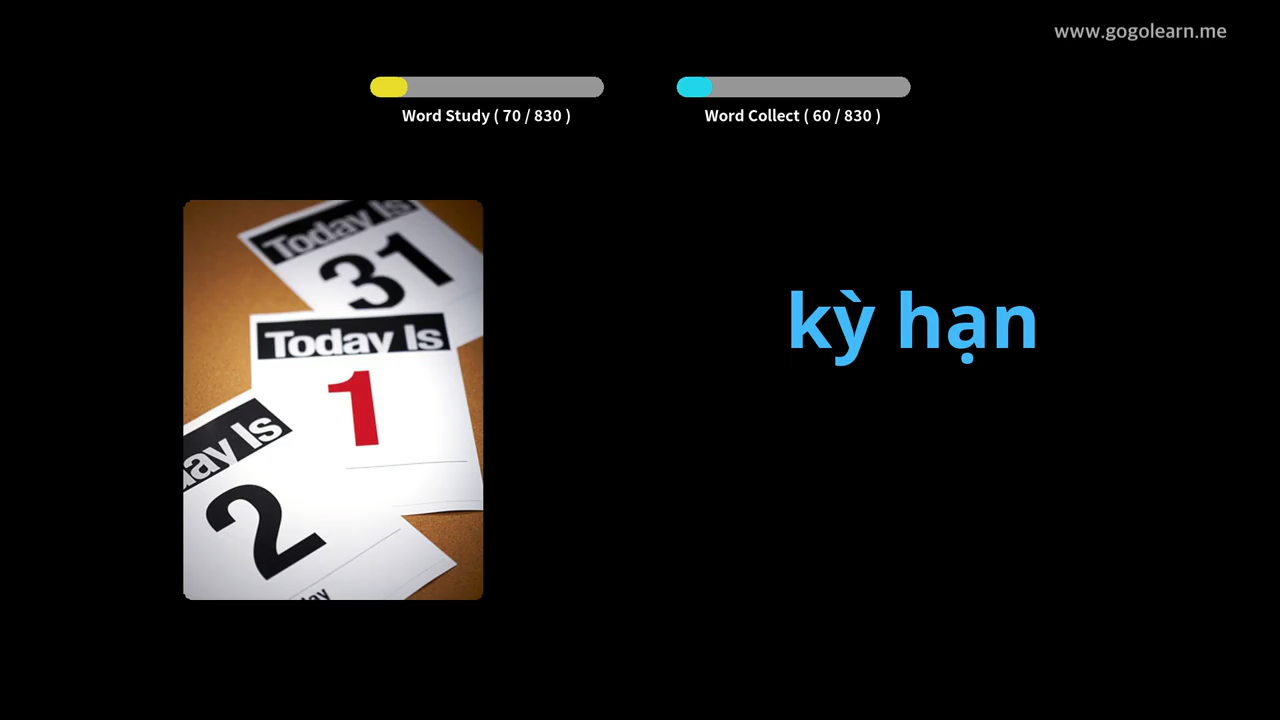 www.gogolearn.me
Word Study ( 70 / 830 )
Word Collect ( 60 / 830 )
Today Is
31
Today Is
1
ay Is
2
kỳ hạn